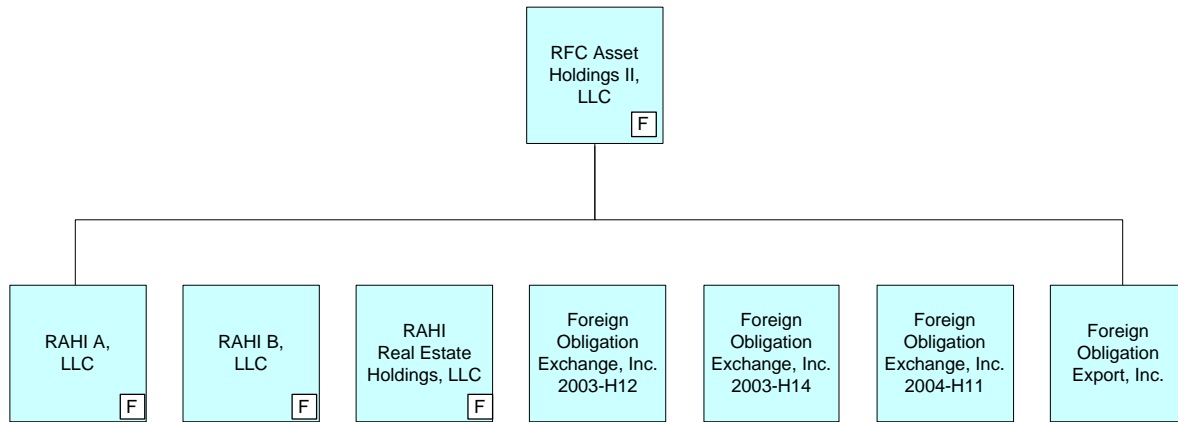 RFC Asset
Holdings II,
LLC
F
RAHI A,
LLC
F
RAHI B,
LLC
F
RAHI
Real Estate
Holdings, LLC
F
Foreign
Obligation
Exchange, Inc.
2003-H12
Foreign
Obligation
Exchange, Inc.
2003-H14
Foreign
Obligation
Exchange, Inc.
2004-H11
Foreign
Obligation
Export, Inc.